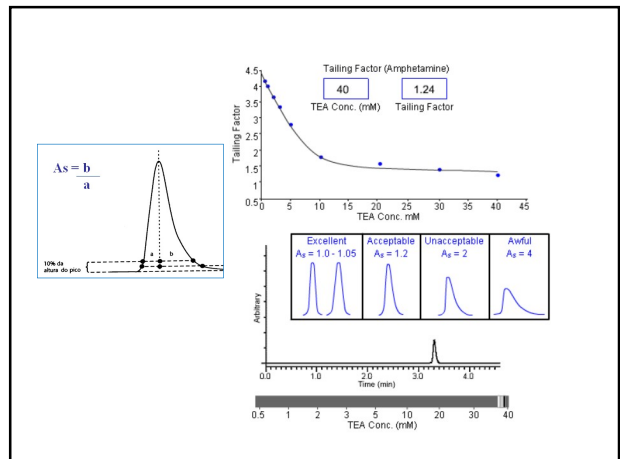 As = b
a
10% da
altura do pico
a b
Tailing Factor (Amphetamine)
40 1.24
TEA Conc. (mM) Tailing Factor
Tailing Factor
4.5
4
3.5
3
2.5
2
1.5
1
0.5
0 5 10 15 20 25 30 35 40 45
TEA Conc. mM
Excellent Acceptable Unacceptable Awful
As = 1.0 - 1.05 As = 1.2 As = 2 As = 4
Arbitrary
0.0 1.0 2.0 3.0 4.0
Time (min)
0.5 1 2 3 5 10 20 30 40
TEA Conc. (mM)